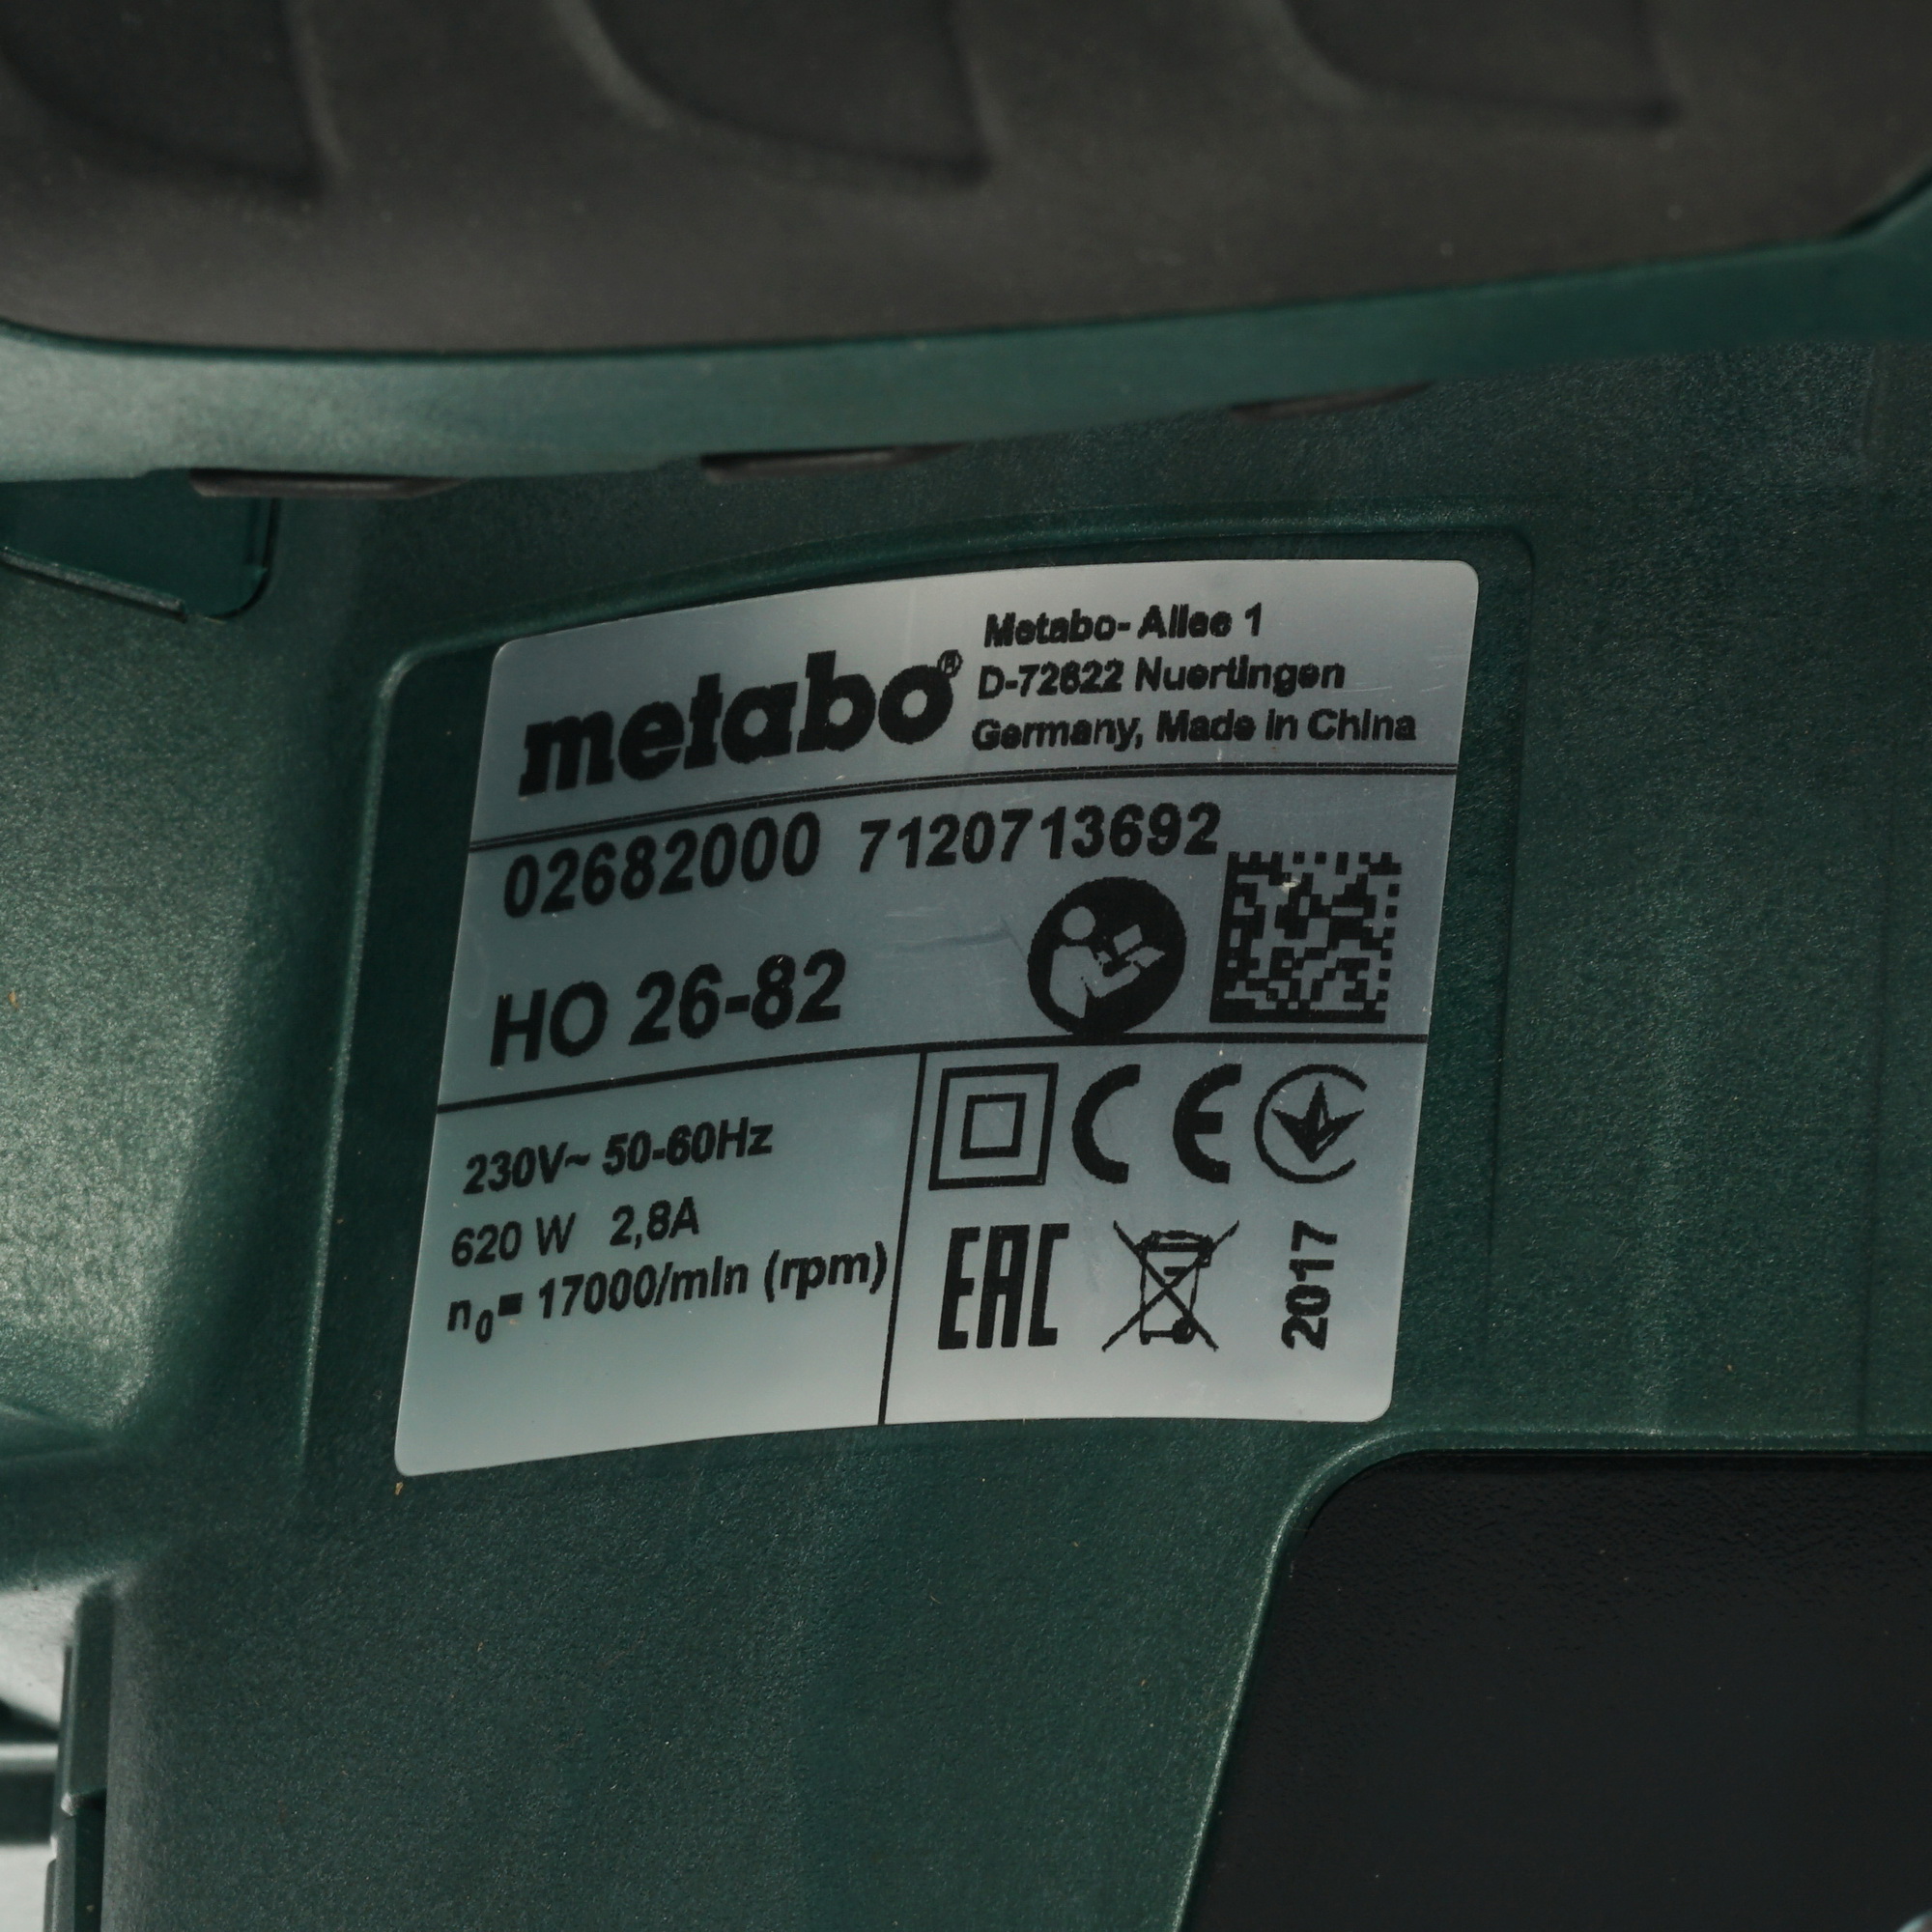 metabo®
Metabo- Allee 1
D-72622 Nuertingen
Germany, Made in China
02682000 7120713692
HO 26-82
230V~ 50-60Hz
620 W 2,8A
n0= 17000/min (rpm)
CE
EAC
2017